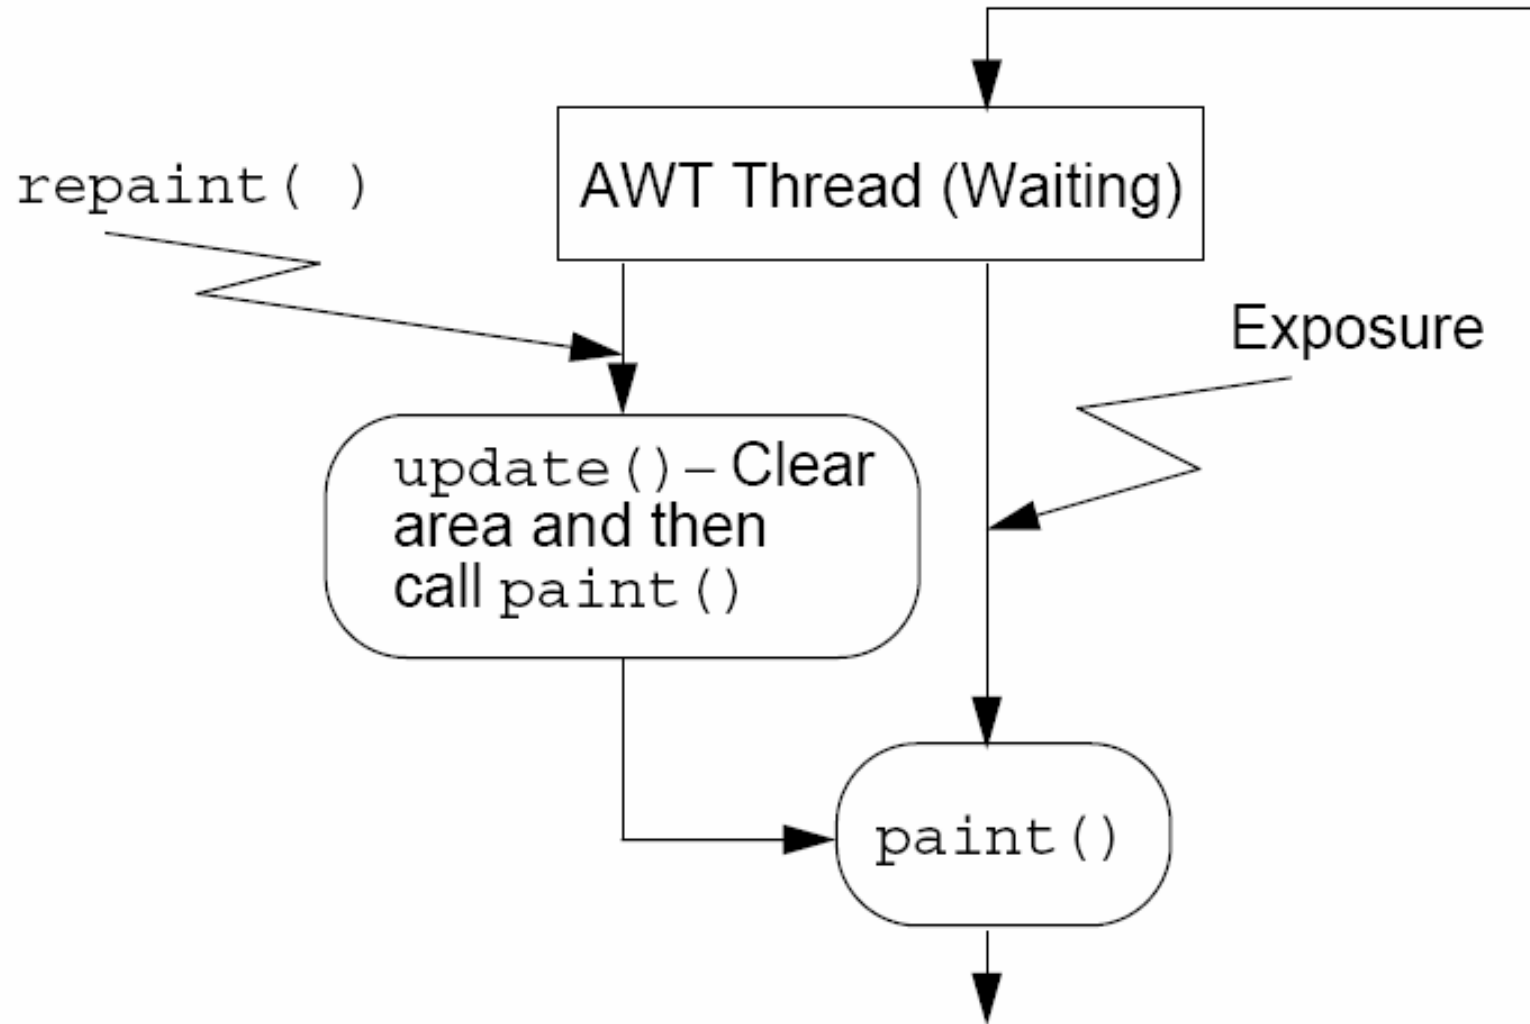 AWT Thread (Waiting)
repaint( )
Exposure
update()– Clear
area and then
call paint()
paint()